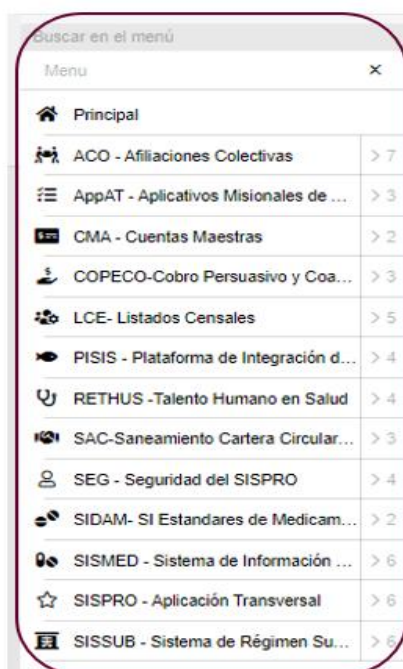 Buscar en el menú
Menu ×
Principal
ACO - Afiliaciones Colectivas > 7
AppAT - Aplicativos Misionales de ... > 3
CMA - Cuentas Maestras > 2
COPECO-Cobro Persuasivo y Coa... > 3
LCE- Listados Censales > 5
PISIS - Plataforma de Integración d... > 4
RETHUS -Talento Humano en Salud > 4
SAC-Saneamiento Cartera Circular... > 3
SEG - Seguridad del SISPRO > 4
SIDAM- SI Estandares de Medicam... > 2
SISMED - Sistema de Información ... > 6
SISPRO - Aplicación Transversal > 6
SISSUB - Sistema de Régimen Su... > 6